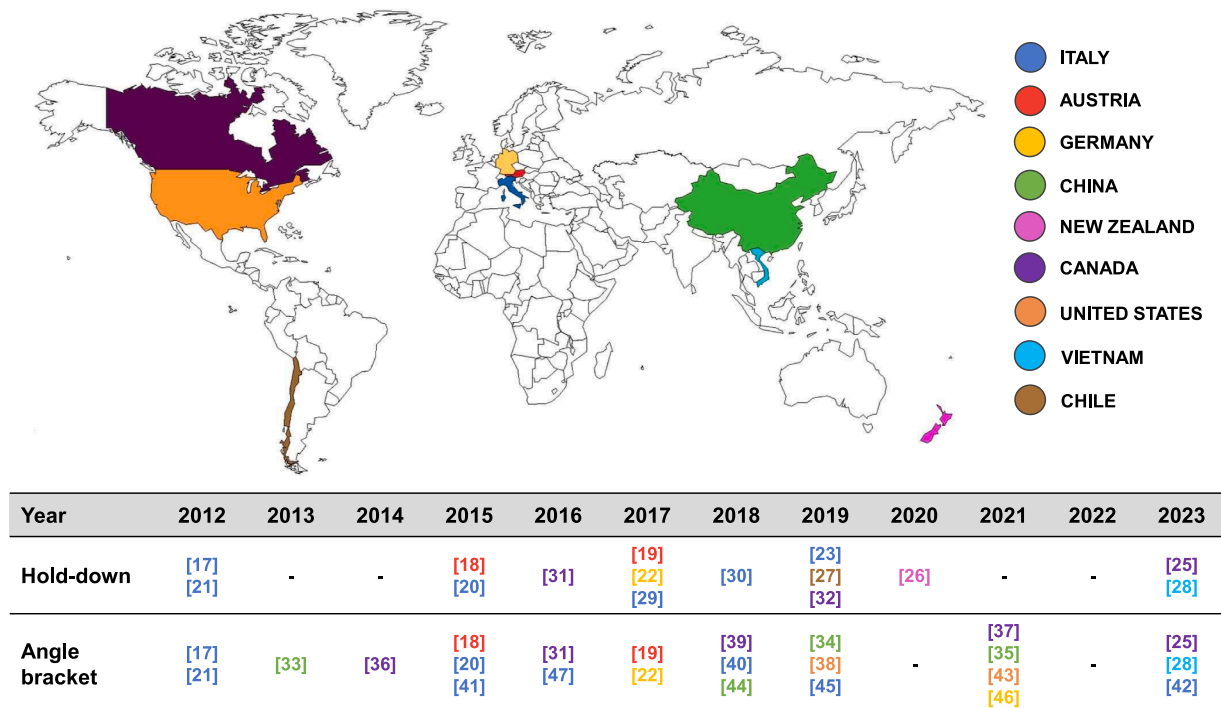 ITALY
AUSTRIA
GERMANY
CHINA
NEW ZEALAND
CANADA
UNITED STATES
VIETNAM
CHILE
Year 2012 2013 2014 2015 2016 2017 2018 2019 2020 2021 2022 2023
[19] [23]
[17] [18] [22] [27] [25]
Hold-down - - [31] [30] [26] - -
[21] [20] [29] [32] [28]
[37]
[18] [39] [34] [25]
Angle [17] [31] [19] [35]
[33] [36] [20] [40] [38] - - [28]
bracket [21] [47] [22] [43]
[41] [44] [45] [42]
[46]